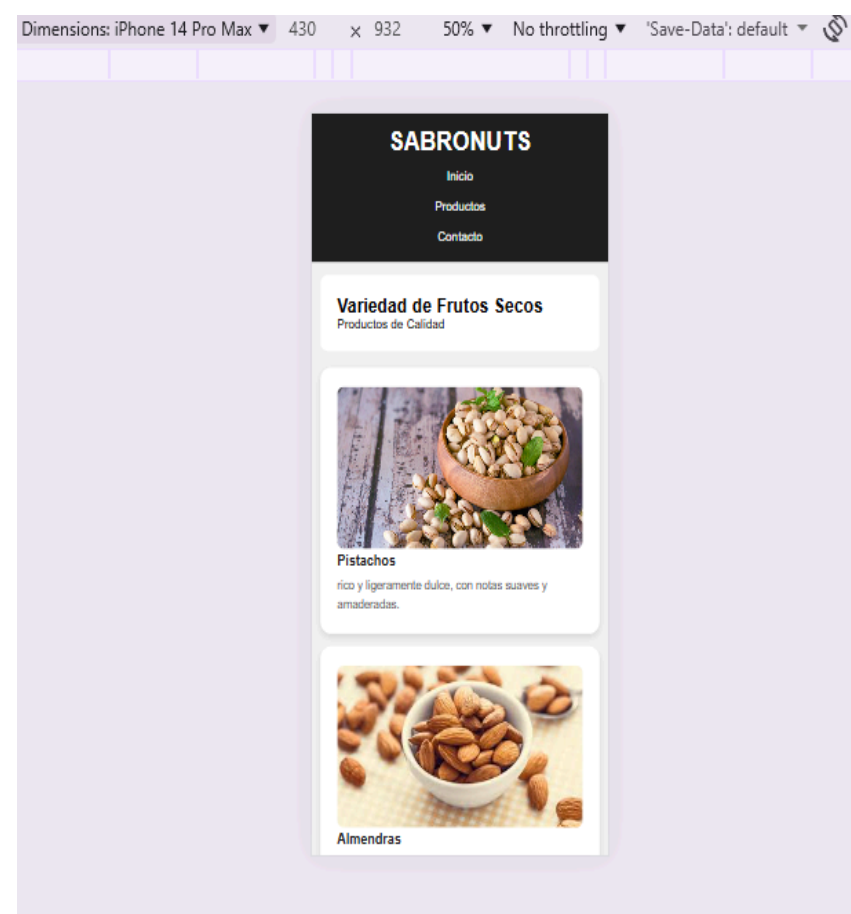 Dimensions: iPhone 14 Pro Max ▼ 430 x 932 50% ▼ No throttling ▼ 'Save-Data': default ▼
SABRONUTS
Inicio
Productos
Contacto
Variedad de Frutos Secos
Productos de Calidad
Pistachos
rico y ligeramente dulce, con notas suaves y
amaderadas.
Almendras